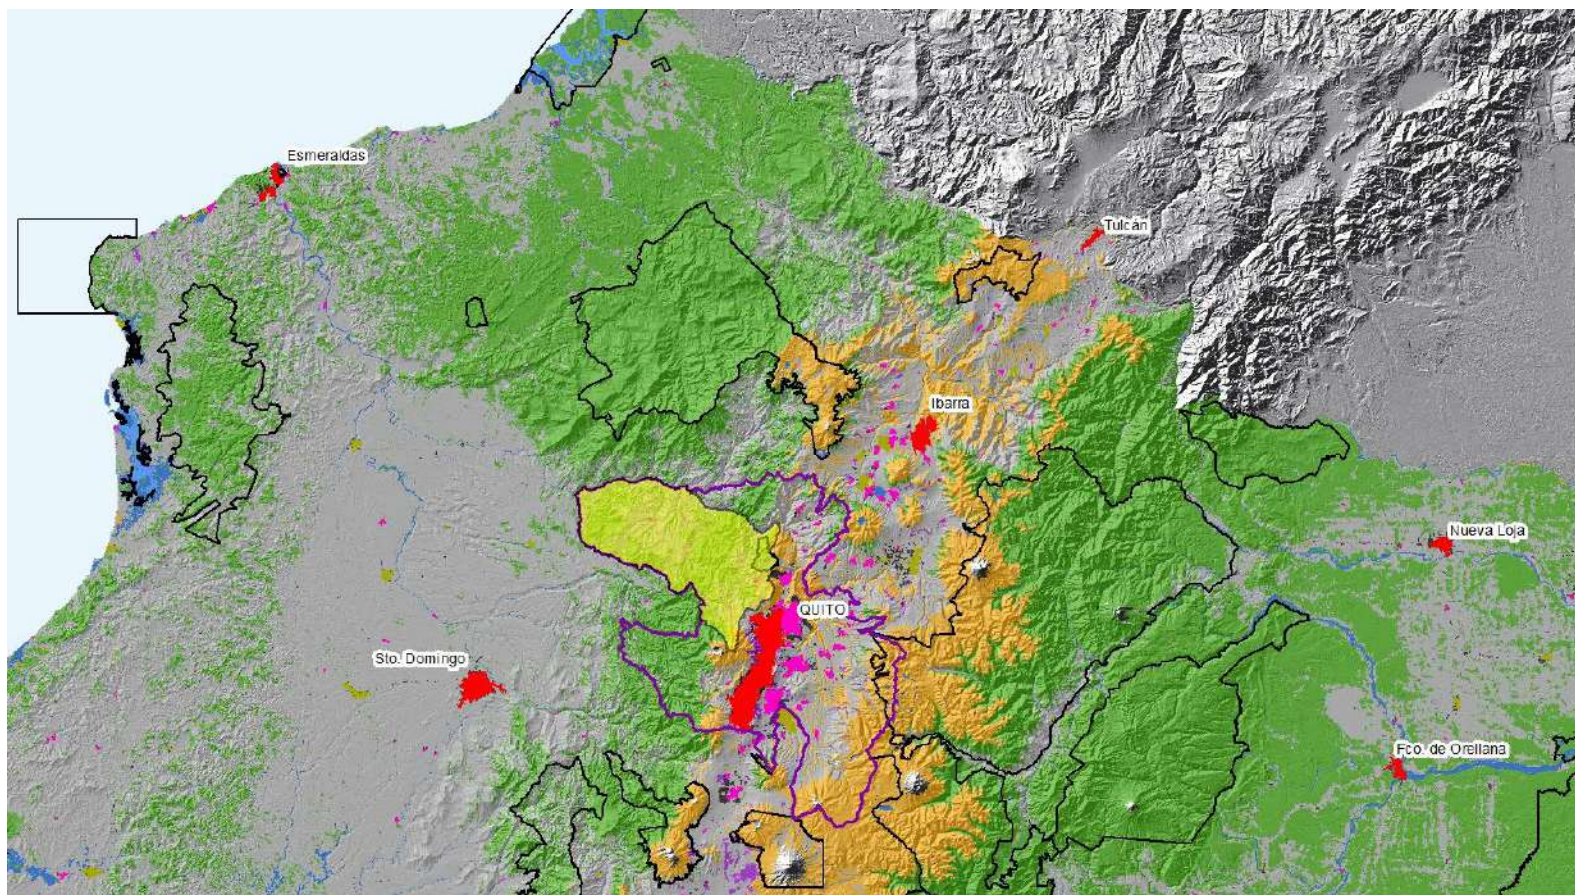 Esmeraldas
Tulcán
Ibarra
Nueva Loja
QUITO
Sto. Domingo
Fco. de Orellana